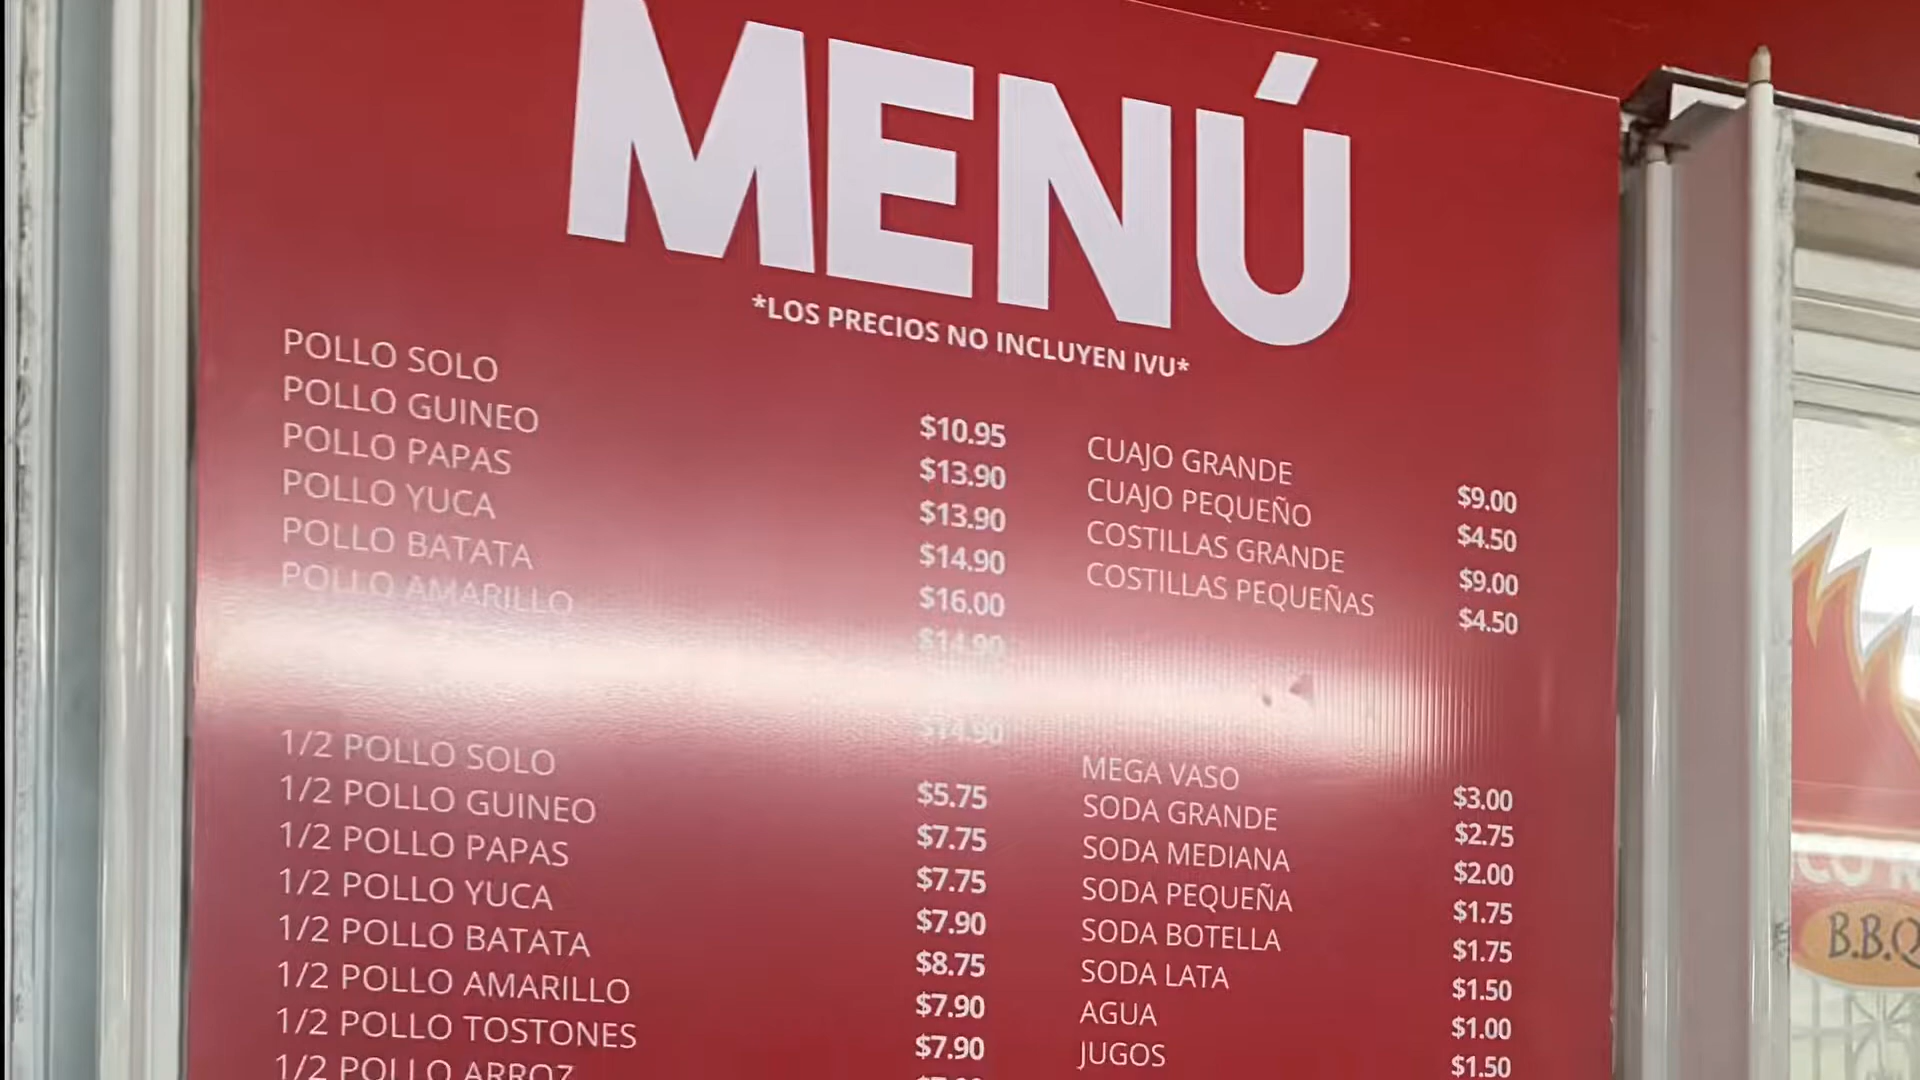 MENÚ
*LOS PRECIOS NO INCLUYEN IVU*
POLLO SOLO $10.95
POLLO GUINEO $13.90
POLLO PAPAS $13.90
POLLO YUCA $14.90
POLLO BATATA $16.00
POLLO AMARILLO $14.90
$14.90
1/2 POLLO SOLO $5.75
1/2 POLLO GUINEO $7.75
1/2 POLLO PAPAS $7.75
1/2 POLLO YUCA $7.90
1/2 POLLO BATATA $8.75
1/2 POLLO AMARILLO $7.90
1/2 POLLO TOSTONES $7.90
1/2 POLLO ARROZ
CUAJO GRANDE $9.00
CUAJO PEQUEÑO $4.50
COSTILLAS GRANDE $9.00
COSTILLAS PEQUEÑAS $4.50
MEGA VASO $3.00
SODA GRANDE $2.75
SODA MEDIANA $2.00
SODA PEQUEÑA $1.75
SODA BOTELLA $1.75
SODA LATA $1.50
AGUA $1.00
JUGOS $1.50
B.B.Q